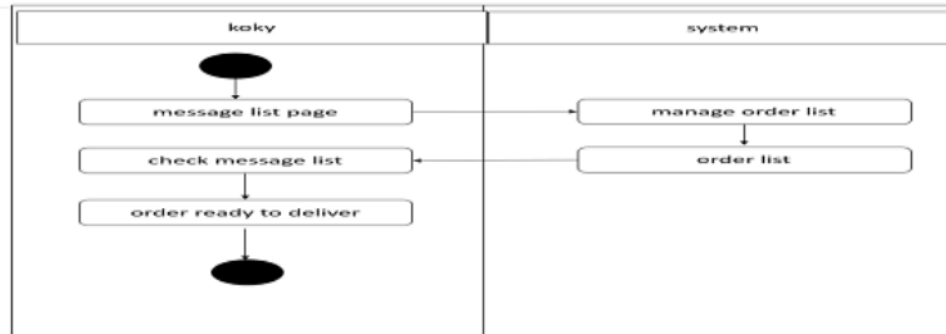 koky
system
message list page
manage order list
check message list
order list
order ready to deliver